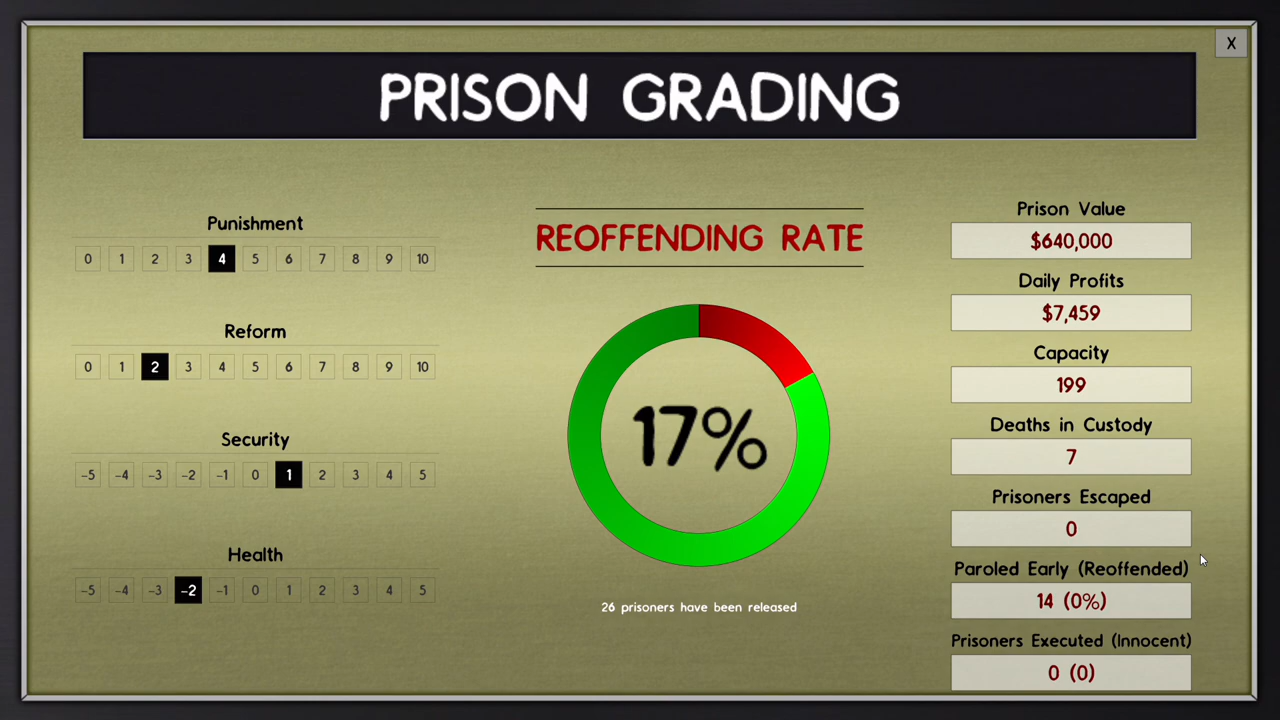 X
PRISON GRADING
Punishment
0 1 2 3 4 5 6 7 8 9 10
Reform
0 1 2 3 4 5 6 7 8 9 10
Security
-5 -4 -3 -2 -1 0 1 2 3 4 5
Health
-5 -4 -3 -2 -1 0 1 2 3 4 5
REOFFENDING RATE
17%
26 prisoners have been released
Prison Value
$640,000
Daily Profits
$7,459
Capacity
199
Deaths in Custody
7
Prisoners Escaped
0
Paroled Early (Reoffended)
14 (0%)
Prisoners Executed (Innocent)
0 (0)